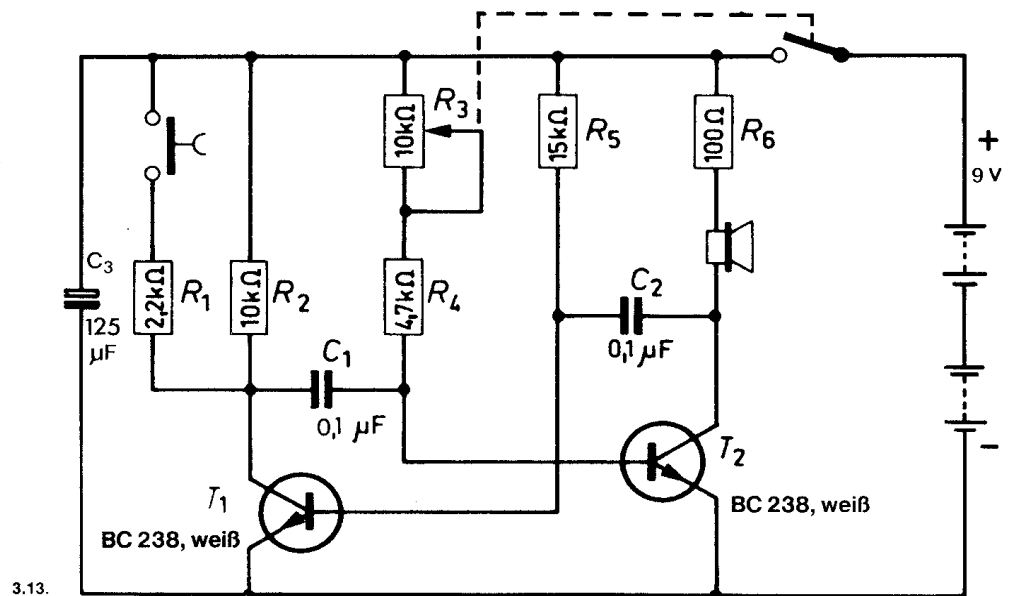 R3
10kΩ
R5
15kΩ
R6
100Ω
+
9 V
C3
125
µF
R1
2,2kΩ
R2
10kΩ
R4
4,7kΩ
C1
0,1 µF
C2
0,1 µF
T1
BC 238, weiß
T2
BC 238, weiß
−
3.13.